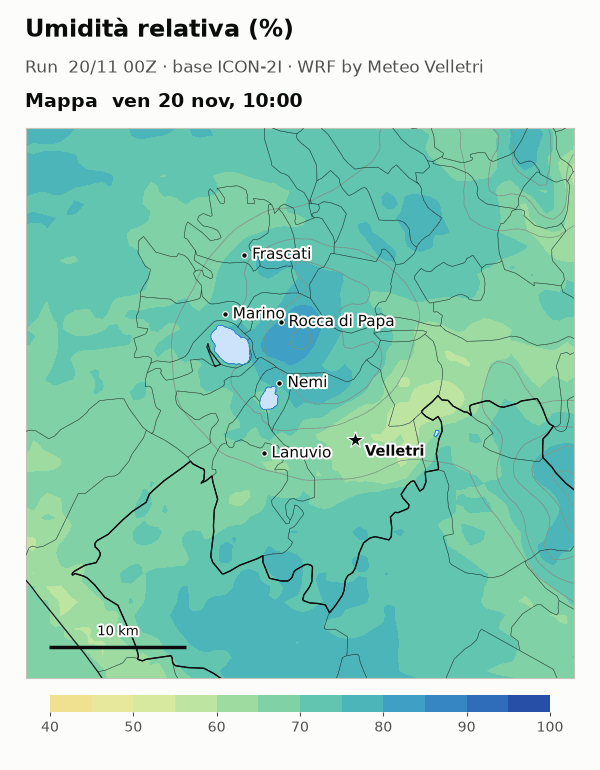 Umidità relativa (%)
Run  20/11 00Z · base ICON-2I · WRF by Meteo Velletri
Mappa  ven 20 nov, 10:00
Frascati
Marino
Rocca di Papa
Nemi
Velletri
Lanuvio
10 km
40 50 60 70 80 90 100